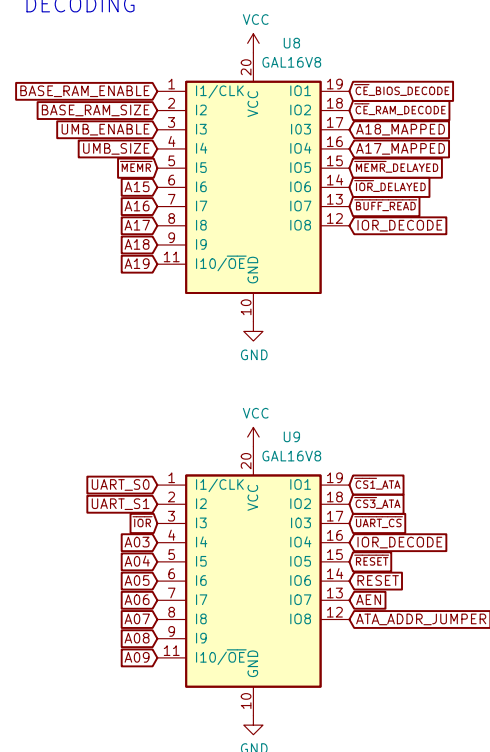 DECODING
VCC
U8
GAL16V8
20
VCC
BASE_RAM_ENABLE 1 I1/CLK IO1 19 CE_BIOS_DECODE
BASE_RAM_SIZE 2 I2 IO2 18 CE_RAM_DECODE
UMB_ENABLE 3 I3 IO3 17 A18_MAPPED
UMB_SIZE 4 I4 IO4 16 A17_MAPPED
MEMR 5 I5 IO5 15 MEMR_DELAYED
A15 6 I6 IO6 14 IOR_DELAYED
A16 7 I7 IO7 13 BUFF_READ
A17 8 I8 IO8 12 IOR_DECODE
A18 9 I9
A19 11 I10/OE
GND
10
GND
VCC
U9
GAL16V8
20
VCC
UART_S0 1 I1/CLK IO1 19 CS1_ATA
UART_S1 2 I2 IO2 18 CS3_ATA
IOR 3 I3 IO3 17 UART_CS
A03 4 I4 IO4 16 IOR_DECODE
A04 5 I5 IO5 15 RESET
A05 6 I6 IO6 14 RESET
A06 7 I7 IO7 13 AEN
A07 8 I8 IO8 12 ATA_ADDR_JUMPER
A08 9 I9
A09 11 I10/OE
GND
10
GND